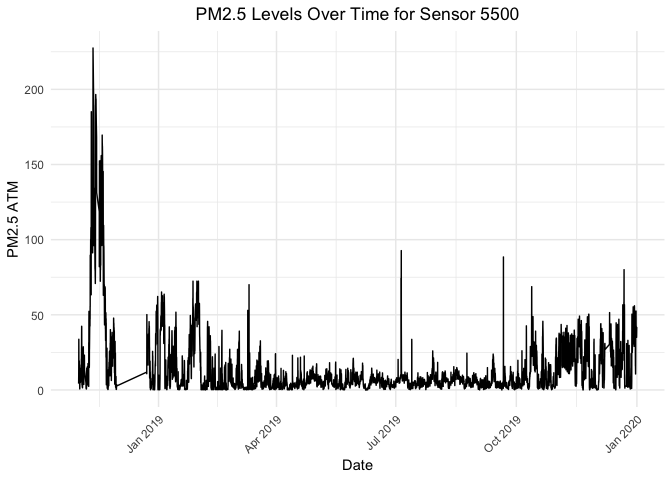 PM2.5 Levels Over Time for Sensor 5500
200
150
100
50
0
PM2.5 ATM
Jan 2019
Apr 2019
Jul 2019
Oct 2019
Jan 2020
Date